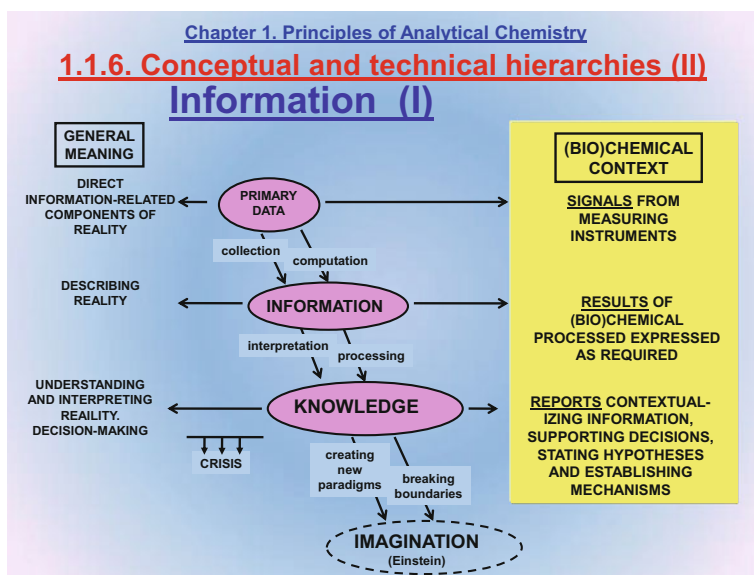 Chapter 1. Principles of Analytical Chemistry
1.1.6. Conceptual and technical hierarchies (II)
Information (I)
GENERAL
MEANING
DIRECT
INFORMATION-RELATED
COMPONENTS OF
REALITY
DESCRIBING
REALITY
UNDERSTANDING
AND INTERPRETING
REAILITY.
DECISION-MAKING
CRISIS
PRIMARY
DATA
collection
computation
INFORMATION
interpretation
processing
KNOWLEDGE
creating
new
paradigms
breaking
boundaries
IMAGINATION
(Einstein)
(BIO)CHEMICAL
CONTEXT
SIGNALS FROM
MEASURING
INSTRUMENTS
RESULTS OF
(BIO)CHEMICAL
PROCESSED EXPRESSED
AS REQUIRED
REPORTS CONTEXTUAL-
IZING INFORMATION,
SUPPORTING DECISIONS,
STATING HYPOTHESES
AND ESTABLISHING
MECHANISMS